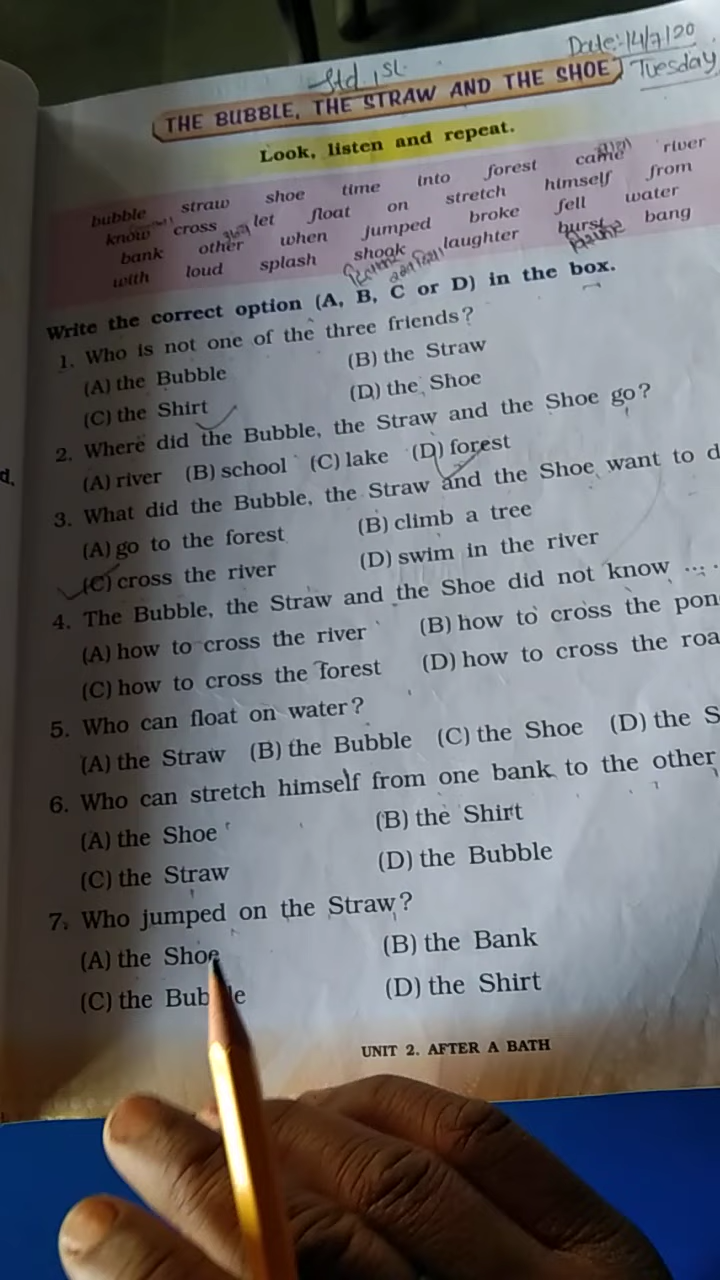 Date:-14/7/20
Std. 1st.
Tuesday
THE BUBBLE, THE STRAW AND THE SHOE
Look, listen and repeat.
bubble straw shoe time into forest came river
know cross let float on stretch himself from
bank other when jumped broke fell water
with loud splash shook laughter burst bang
Write the correct option (A, B, C or D) in the box.
1. Who is not one of the three friends?
(A) the Bubble (B) the Straw
(C) the Shirt (D) the Shoe
2. Where did the Bubble, the Straw and the Shoe go?
(A) river (B) school (C) lake (D) forest
3. What did the Bubble, the Straw and the Shoe want to d
(A) go to the forest (B) climb a tree
(C) cross the river (D) swim in the river
4. The Bubble, the Straw and the Shoe did not know ....
(A) how to cross the river (B) how to cross the pon
(C) how to cross the forest (D) how to cross the roa
5. Who can float on water?
(A) the Straw (B) the Bubble (C) the Shoe (D) the S
6. Who can stretch himself from one bank to the other
(A) the Shoe (B) the Shirt
(C) the Straw (D) the Bubble
7. Who jumped on the Straw?
(A) the Shoe (B) the Bank
(C) the Bubble (D) the Shirt
UNIT 2. AFTER A BATH
d.